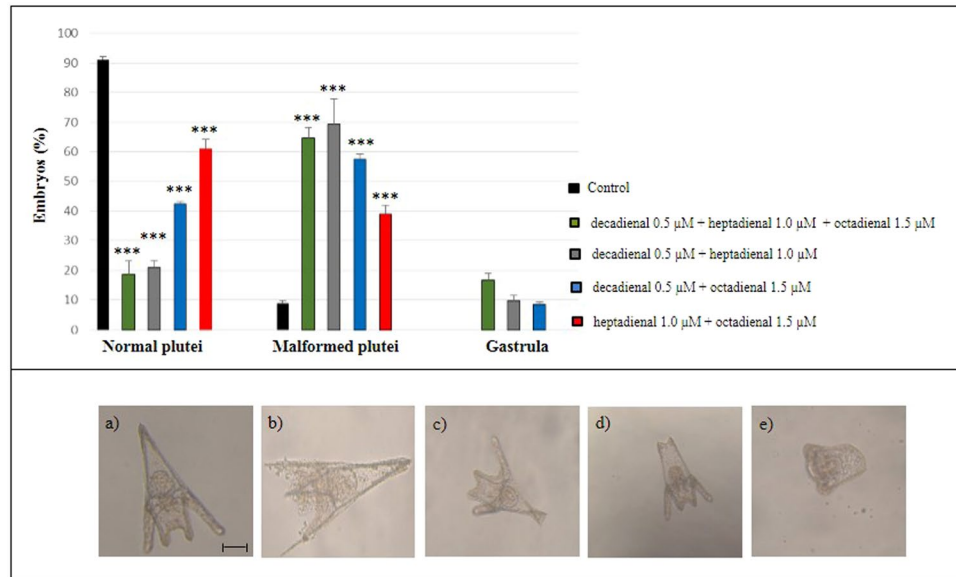 100
90
80
70
60
50
40
30
20
10
0
Embryos (%)
*** *** *** ***
*** *** *** ***
Normal plutei Malformed plutei Gastrula
Control
decadienal 0.5 µM + heptadienal 1.0 µM + octadienal 1.5 µM
decadienal 0.5 µM + heptadienal 1.0 µM
decadienal 0.5 µM + octadienal 1.5 µM
heptadienal 1.0 µM + octadienal 1.5 µM
a) b) c) d) e)